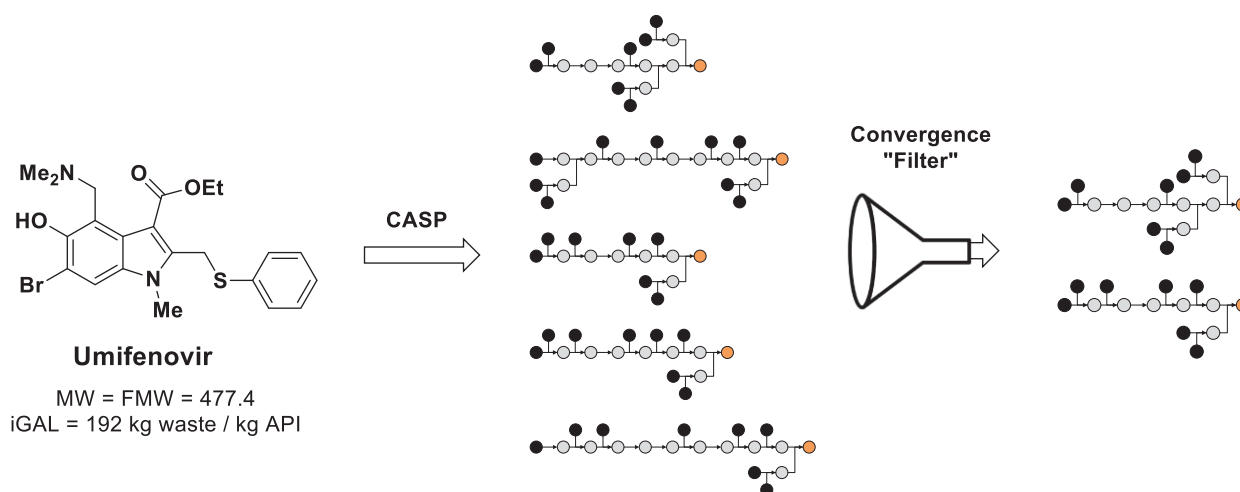 Me2N
O
OEt
HO
Br
N
S
Me
Umifenovir
MW = FMW = 477.4
iGAL = 192 kg waste / kg API
CASP
Convergence
"Filter"